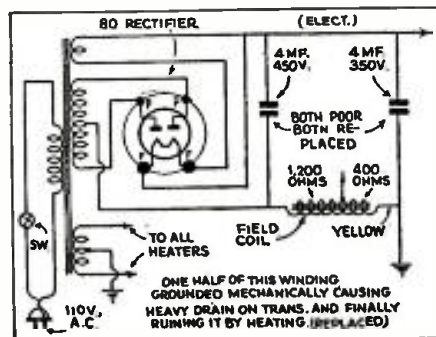 80 RECTIFIER
(ELECT.)
4 MF.
450V.
4 MF.
350V.
P
P
F
F
BOTH POOR
BOTH RE-
PLACED
1,200
OHMS
400
OHMS
FIELD
COIL
YELLOW
SW
TO ALL
HEATERS
110V.,
A.C.
ONE HALF OF THIS WINDING
GROUNDED MECHANICALLY CAUSING
HEAVY DRAIN ON TRANS. AND FINALLY
RUINING IT BY HEATING. (REPLACED)